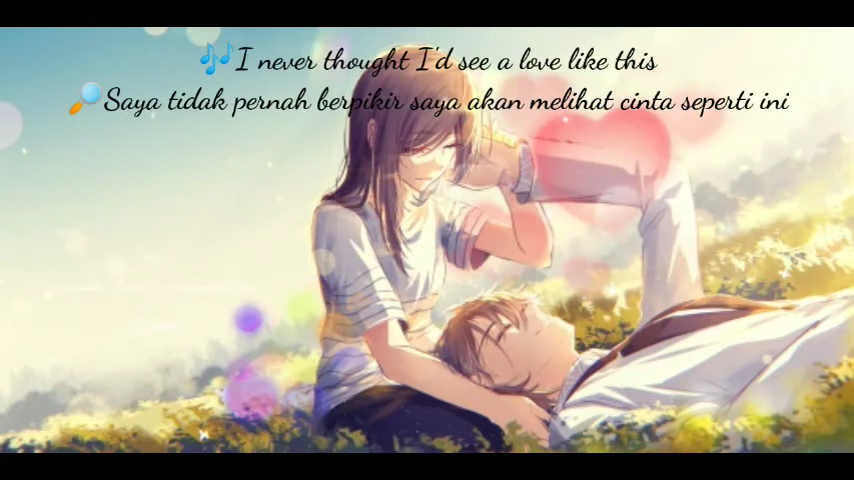 🎶I never thought I'd see a love like this
🔎Saya tidak pernah berpikir saya akan melihat cinta seperti ini